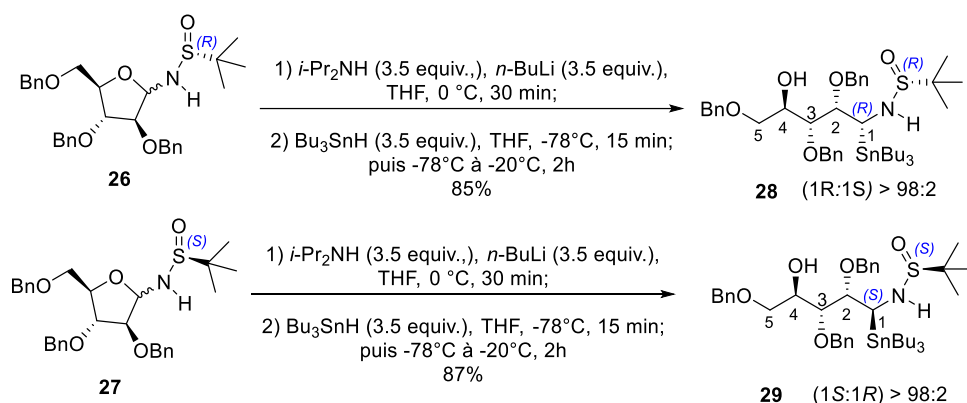 O
(R)
S
BnO
O
N
H
BnO
OBn
26
1) i-Pr2NH (3.5 equiv.,), n-BuLi (3.5 equiv.),
THF, 0 °C, 30 min;
2) Bu3SnH (3.5 equiv.), THF, -78°C, 15 min;
puis -78°C à -20°C, 2h
85%
O
(R)
S
OH
OBn
(R)
N
H
BnO
5
4
3
2
1
OBn
SnBu3
28 (1R:1S) > 98:2
O
(S)
S
BnO
O
N
H
BnO
OBn
27
1) i-Pr2NH (3.5 equiv.,), n-BuLi (3.5 equiv.),
THF, 0 °C, 30 min;
2) Bu3SnH (3.5 equiv.), THF, -78°C, 15 min;
puis -78°C à -20°C, 2h
87%
O
(S)
S
OH
OBn
(S)
N
H
BnO
5
4
3
2
1
OBn
SnBu3
29 (1S:1R) > 98:2